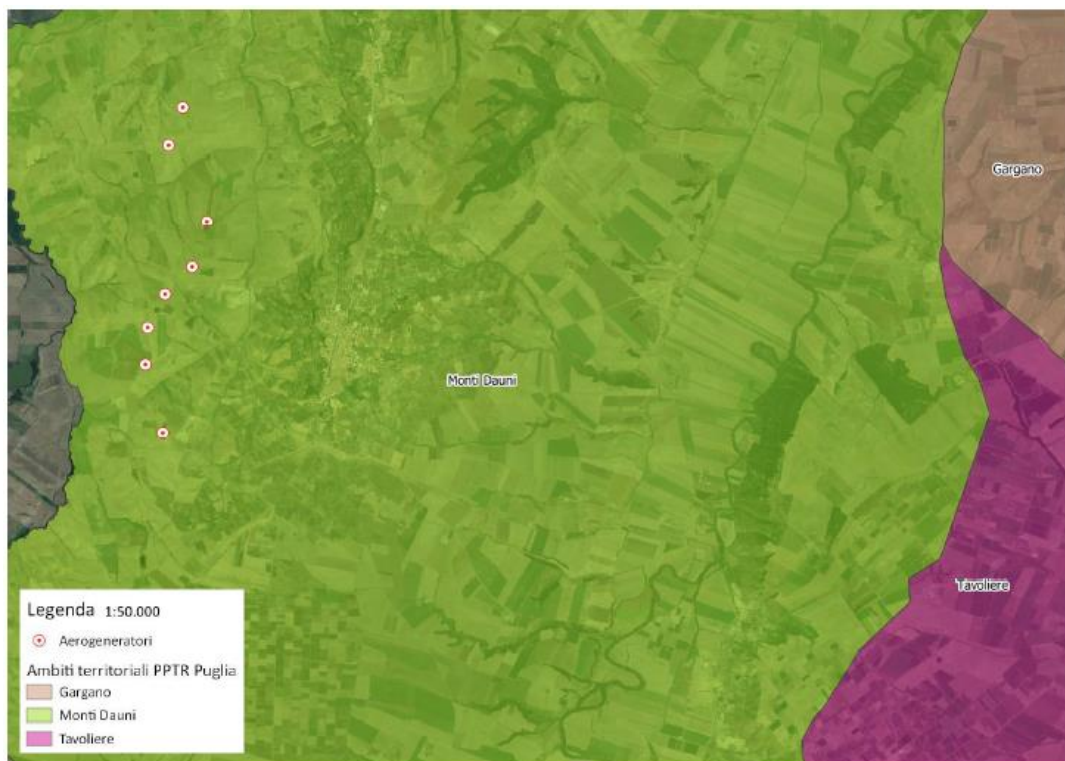 Gargano
Monti Dauni
Tavoliere
Legenda 1:50.000
Aerogeneratori
Ambiti territoriali PPTR Puglia
Gargano
Monti Dauni
Tavoliere